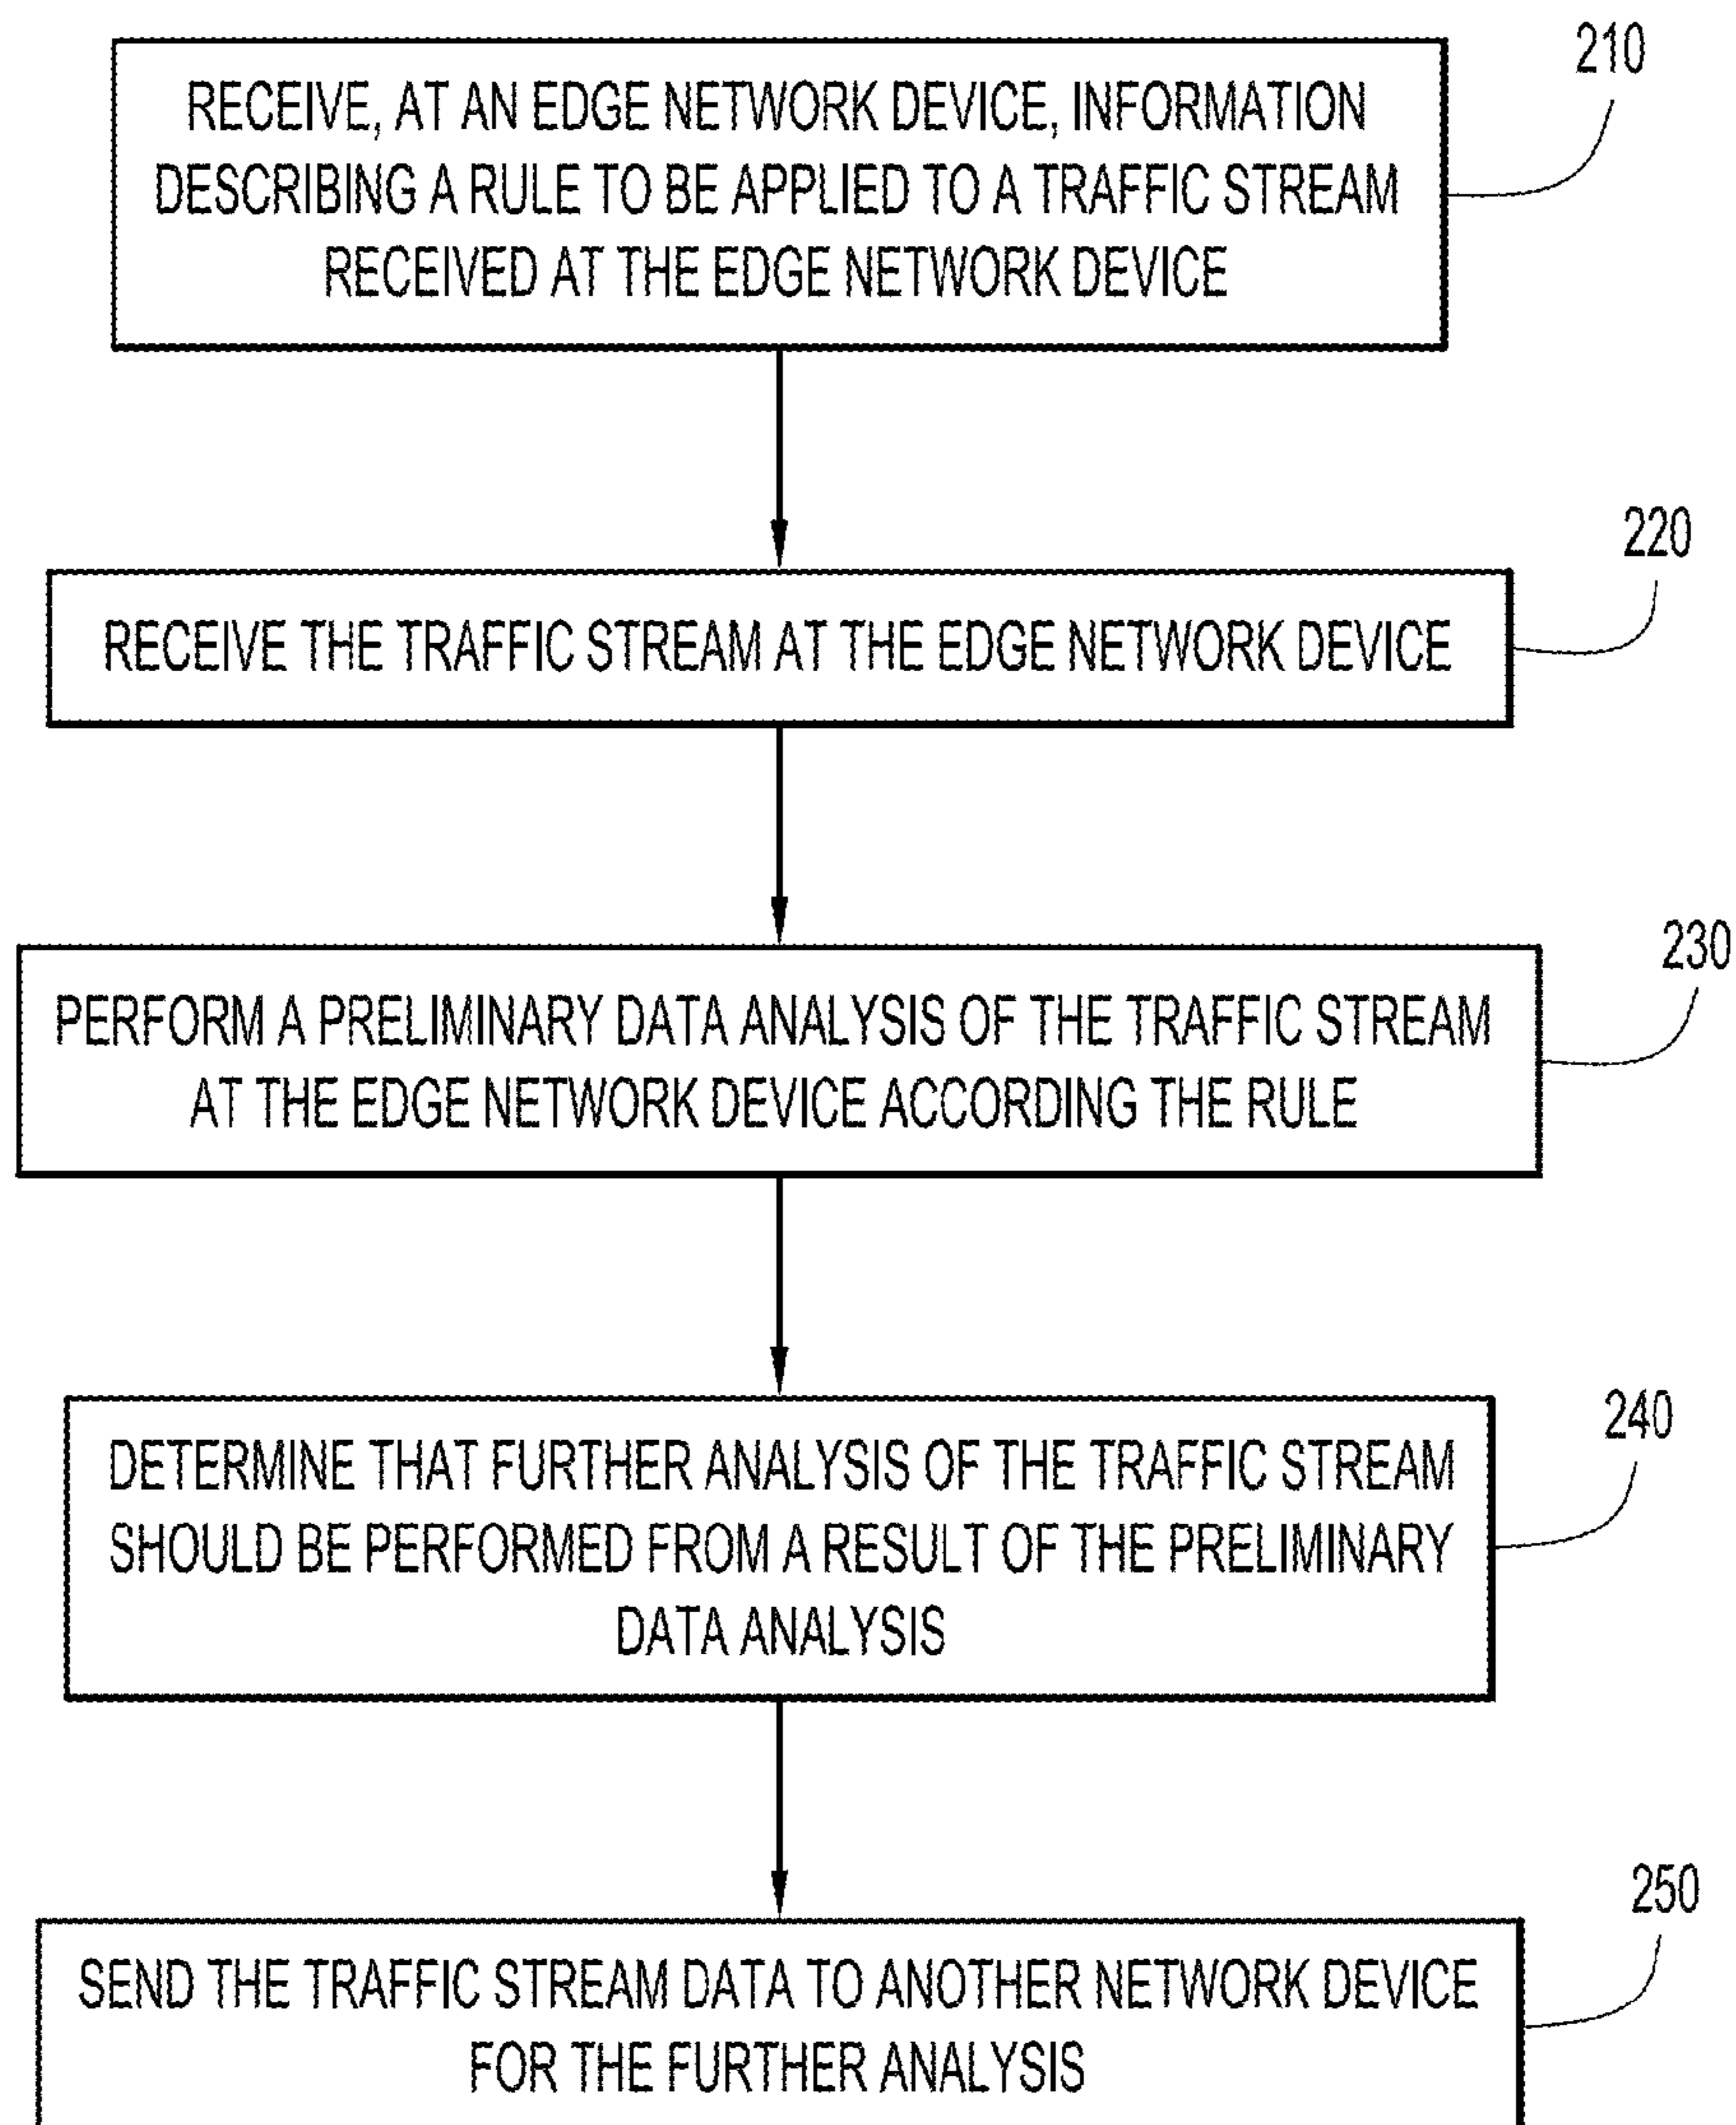 210
RECEIVE, AT AN EDGE NETWORK DEVICE, INFORMATION
DESCRIBING A RULE TO BE APPLIED TO A TRAFFIC STREAM
RECEIVED AT THE EDGE NETWORK DEVICE
220
RECEIVE THE TRAFFIC STREAM AT THE EDGE NETWORK DEVICE
230
PERFORM A PRELIMINARY DATA ANALYSIS OF THE TRAFFIC STREAM
AT THE EDGE NETWORK DEVICE ACCORDING THE RULE
240
DETERMINE THAT FURTHER ANALYSIS OF THE TRAFFIC STREAM
SHOULD BE PERFORMED FROM A RESULT OF THE PRELIMINARY
DATA ANALYSIS
250
SEND THE TRAFFIC STREAM DATA TO ANOTHER NETWORK DEVICE
FOR THE FURTHER ANALYSIS